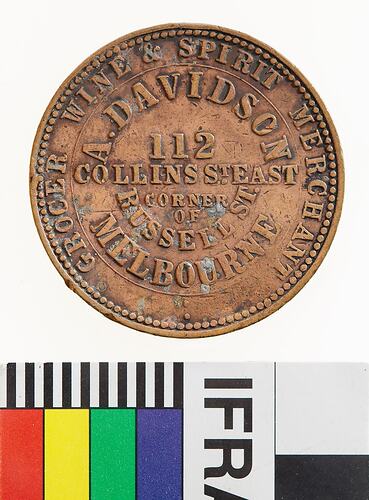 GROCER WINE & SPIRIT MERCHANT
A. DAVIDSON
112
COLLINS ST. EAST
CORNER
OF
RUSSELL ST.
MELBOURNE
IFRA